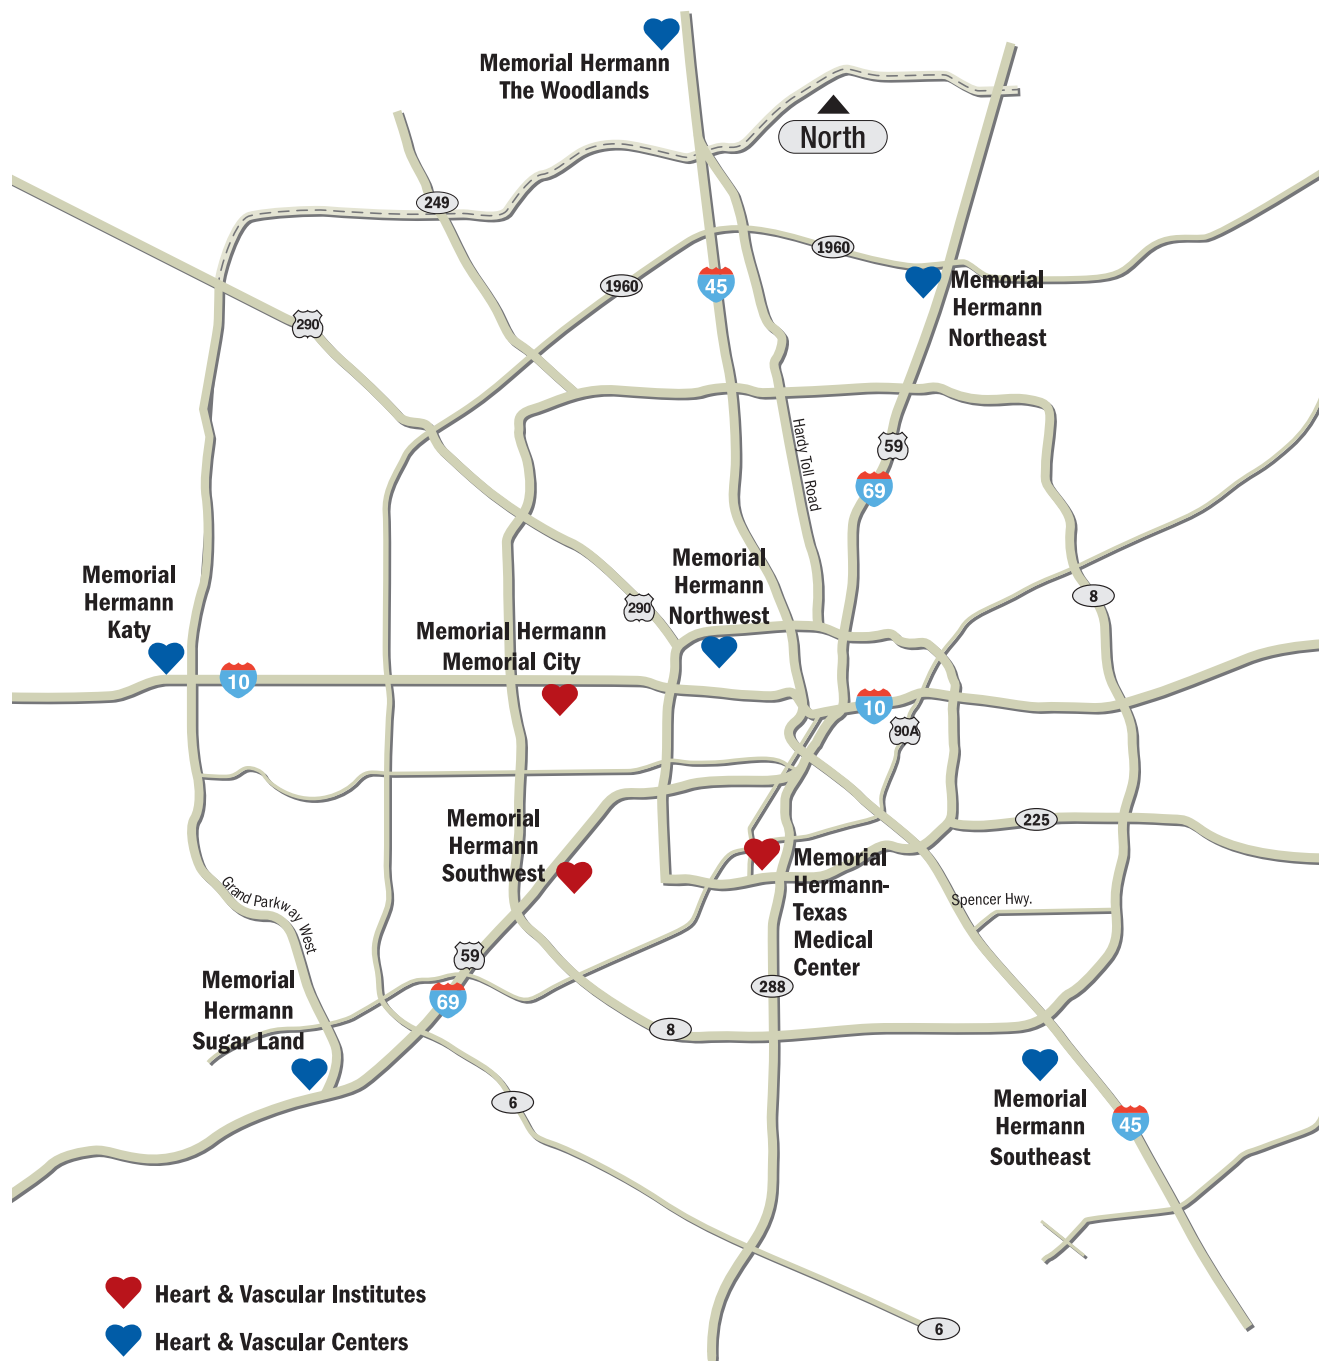 Memorial Hermann
The Woodlands
North
249
1960
1960
45
Memorial
Hermann
Northeast
290
Hardy Toll Road
59
69
Memorial
Hermann
Northwest
Memorial
Hermann
Katy
290
8
Memorial Hermann
Memorial City
10
10
90A
Memorial
Hermann
Southwest
225
Memorial
Hermann-
Texas
Medical
Center
Grand Parkway West
Spencer Hwy.
59
69
288
Memorial
Hermann
Sugar Land
8
6
Memorial
Hermann
Southeast
45
Heart & Vascular Institutes
Heart & Vascular Centers
6